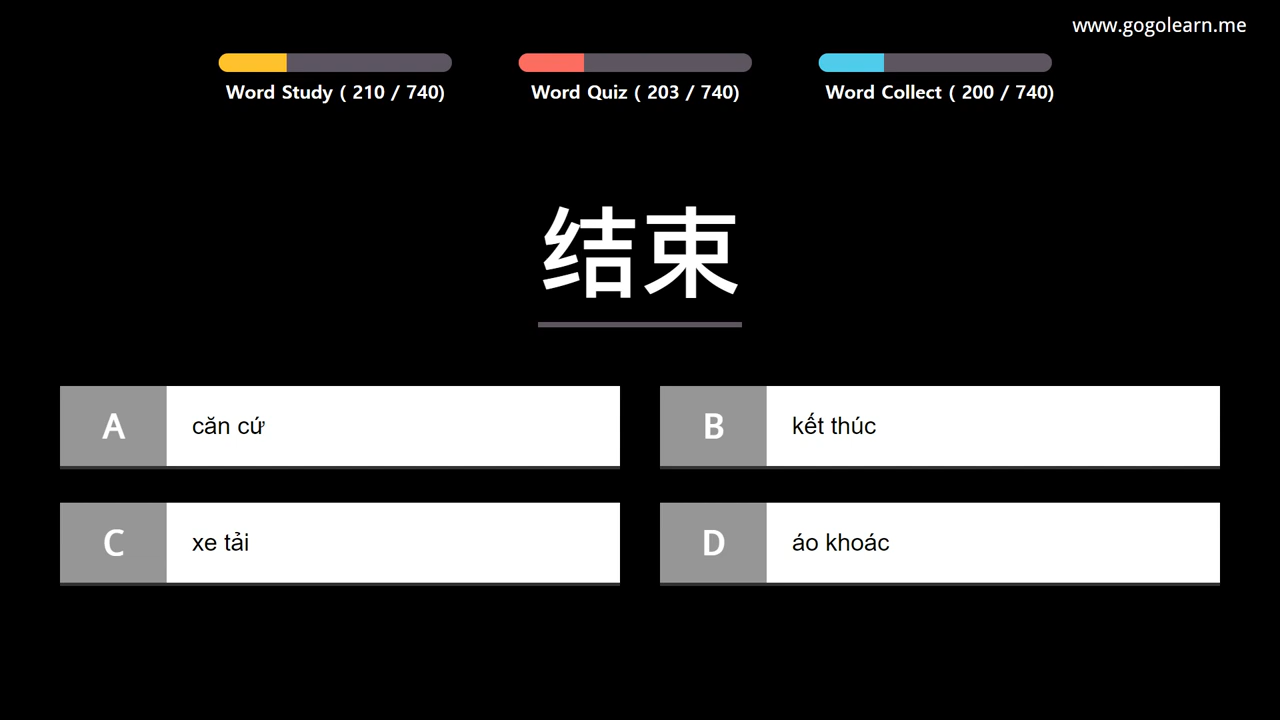 www.gogolearn.me
Word Study ( 210 / 740)
Word Quiz ( 203 / 740)
Word Collect ( 200 / 740)
结束
A
căn cứ
B
kết thúc
C
xe tải
D
áo khoác